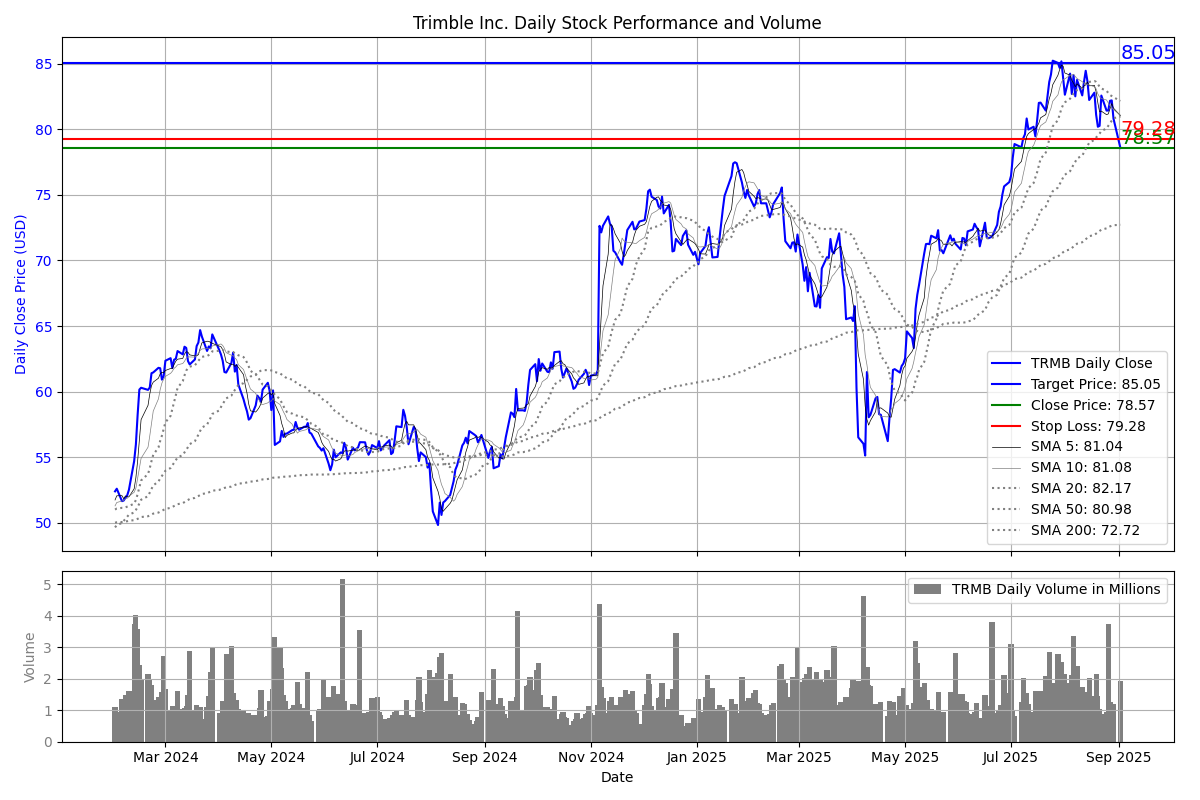 Trimble Inc. Daily Stock Performance and Volume
Daily Close Price (USD)
85
80
75
70
65
60
55
50
85.05
79.28
78.57
TRMB Daily Close
Target Price: 85.05
Close Price: 78.57
Stop Loss: 79.28
SMA 5: 81.04
SMA 10: 81.08
SMA 20: 82.17
SMA 50: 80.98
SMA 200: 72.72
Volume
5
4
3
2
1
0
TRMB Daily Volume in Millions
Mar 2024 May 2024 Jul 2024 Sep 2024 Nov 2024 Jan 2025 Mar 2025 May 2025 Jul 2025 Sep 2025
Date